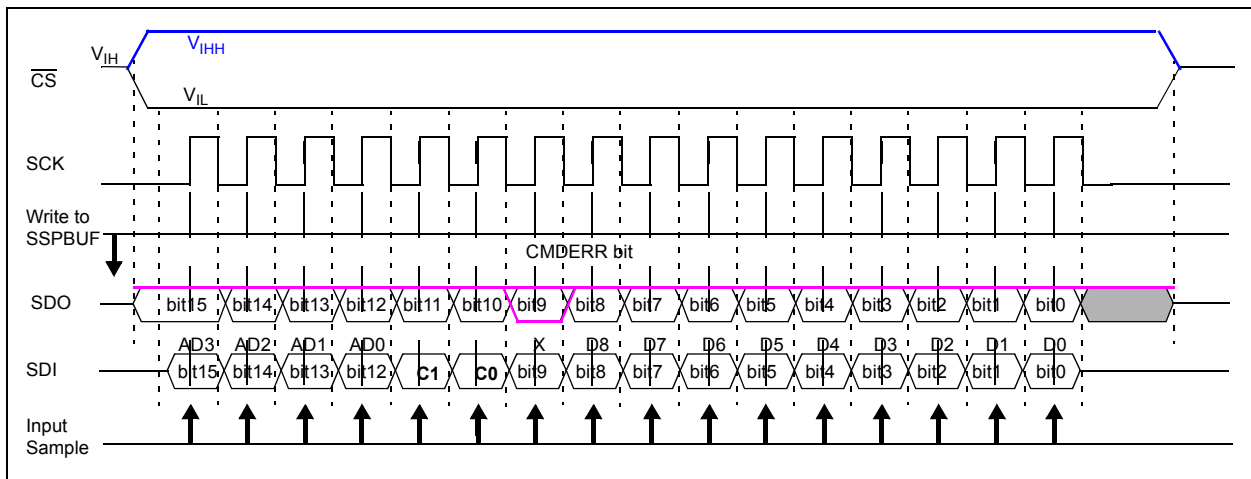 VIH
VIHH
CS
VIL
SCK
Write to
SSPBUF
CMDERR bit
SDO
bit15 bit14 bit13 bit12 bit11 bit10 bit9 bit8 bit7 bit6 bit5 bit4 bit3 bit2 bit1 bit0
AD3 AD2 AD1 AD0 X D8 D7 D6 D5 D4 D3 D2 D1 D0
SDI
bit15 bit14 bit13 bit12 C1 C0 bit9 bit8 bit7 bit6 bit5 bit4 bit3 bit2 bit1 bit0
Input
Sample